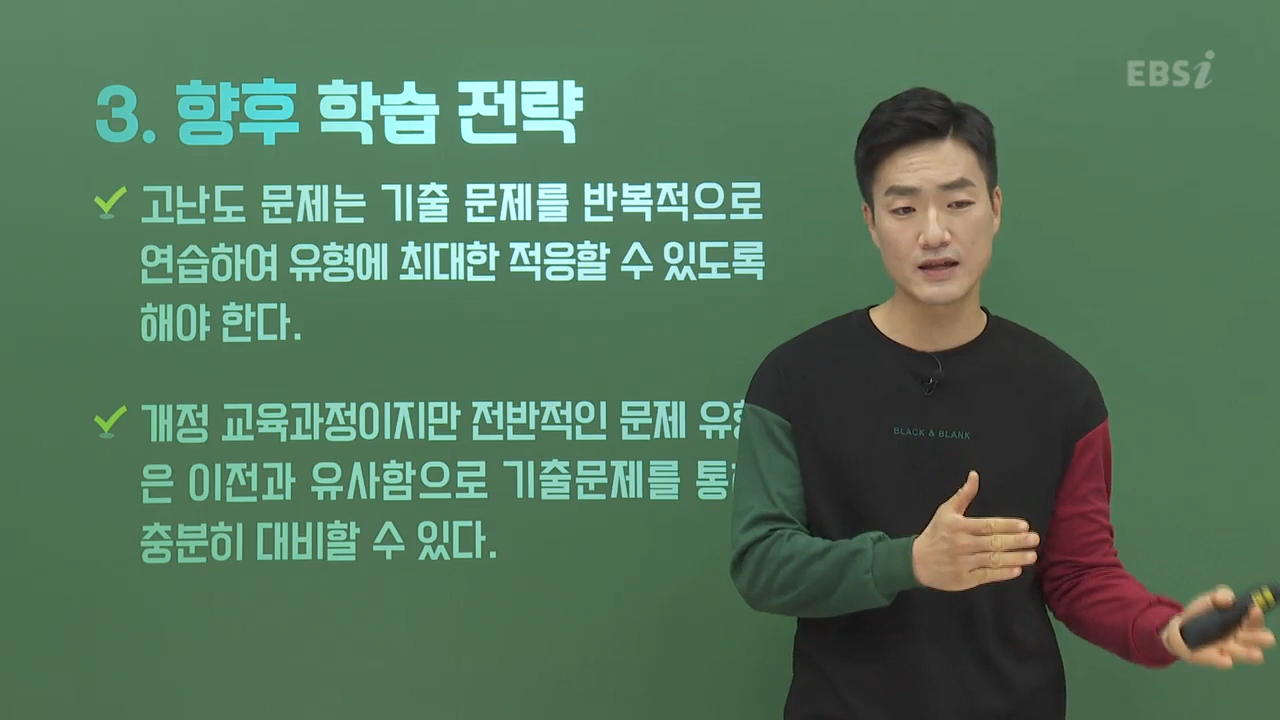 3. 향후 학습 전략
EBSi
고난도 문제는 기출 문제를 반복적으로
연습하여 유형에 최대한 적응할 수 있도록
해야 한다.
개정 교육과정이지만 전반적인 문제
은 이전과 유사함으로 기출문제를
충분히 대비할 수 있다.
BLACK & BLANK